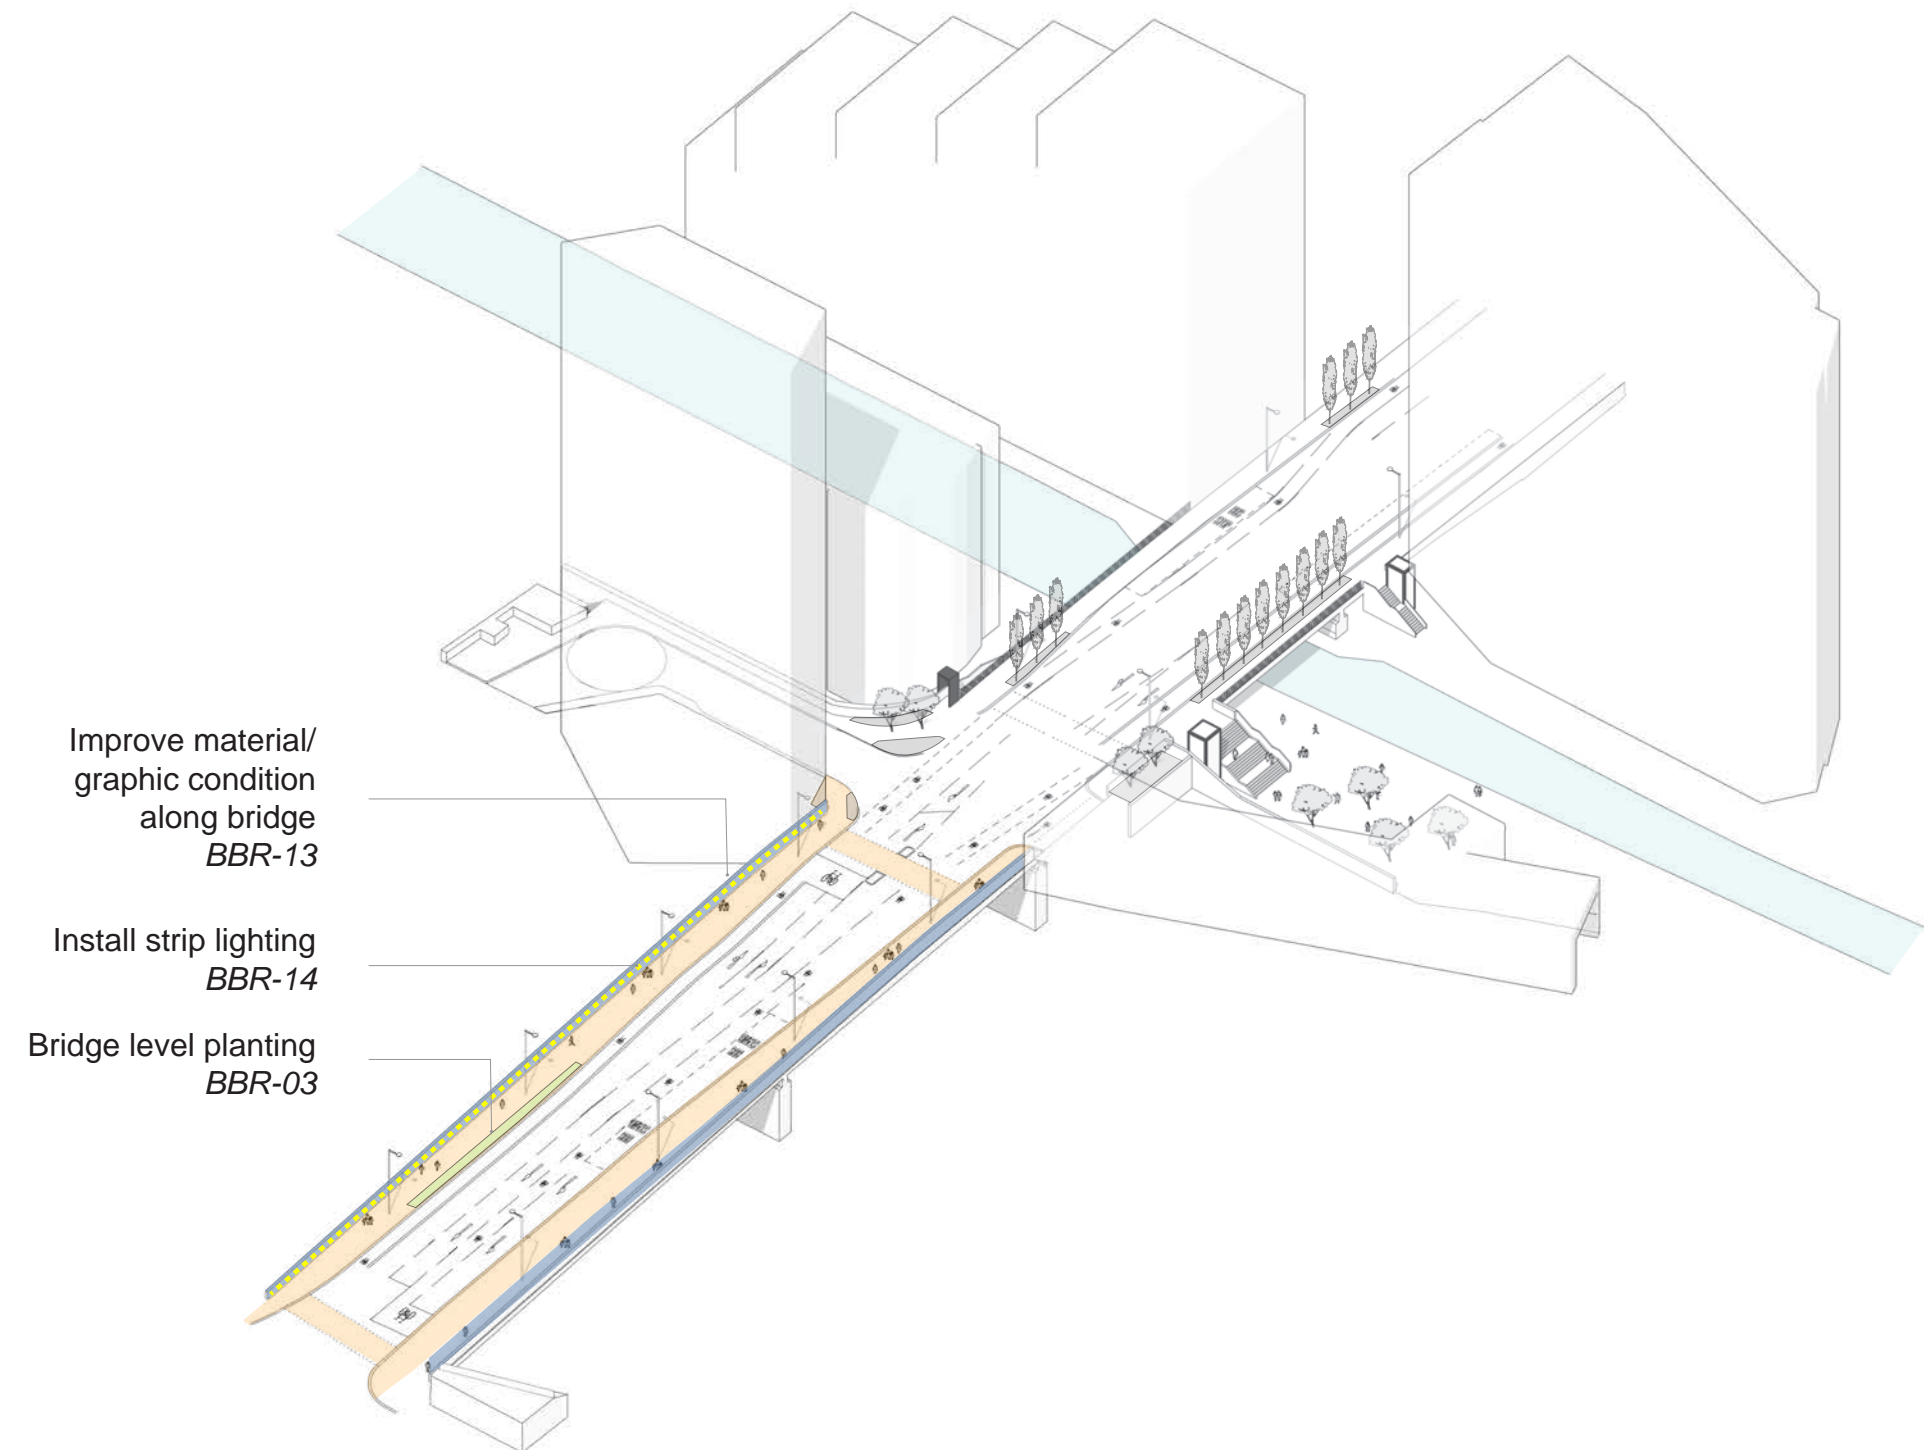 Improve material/
graphic condition
along bridge
BBR-13
Install strip lighting
BBR-14
Bridge level planting
BBR-03